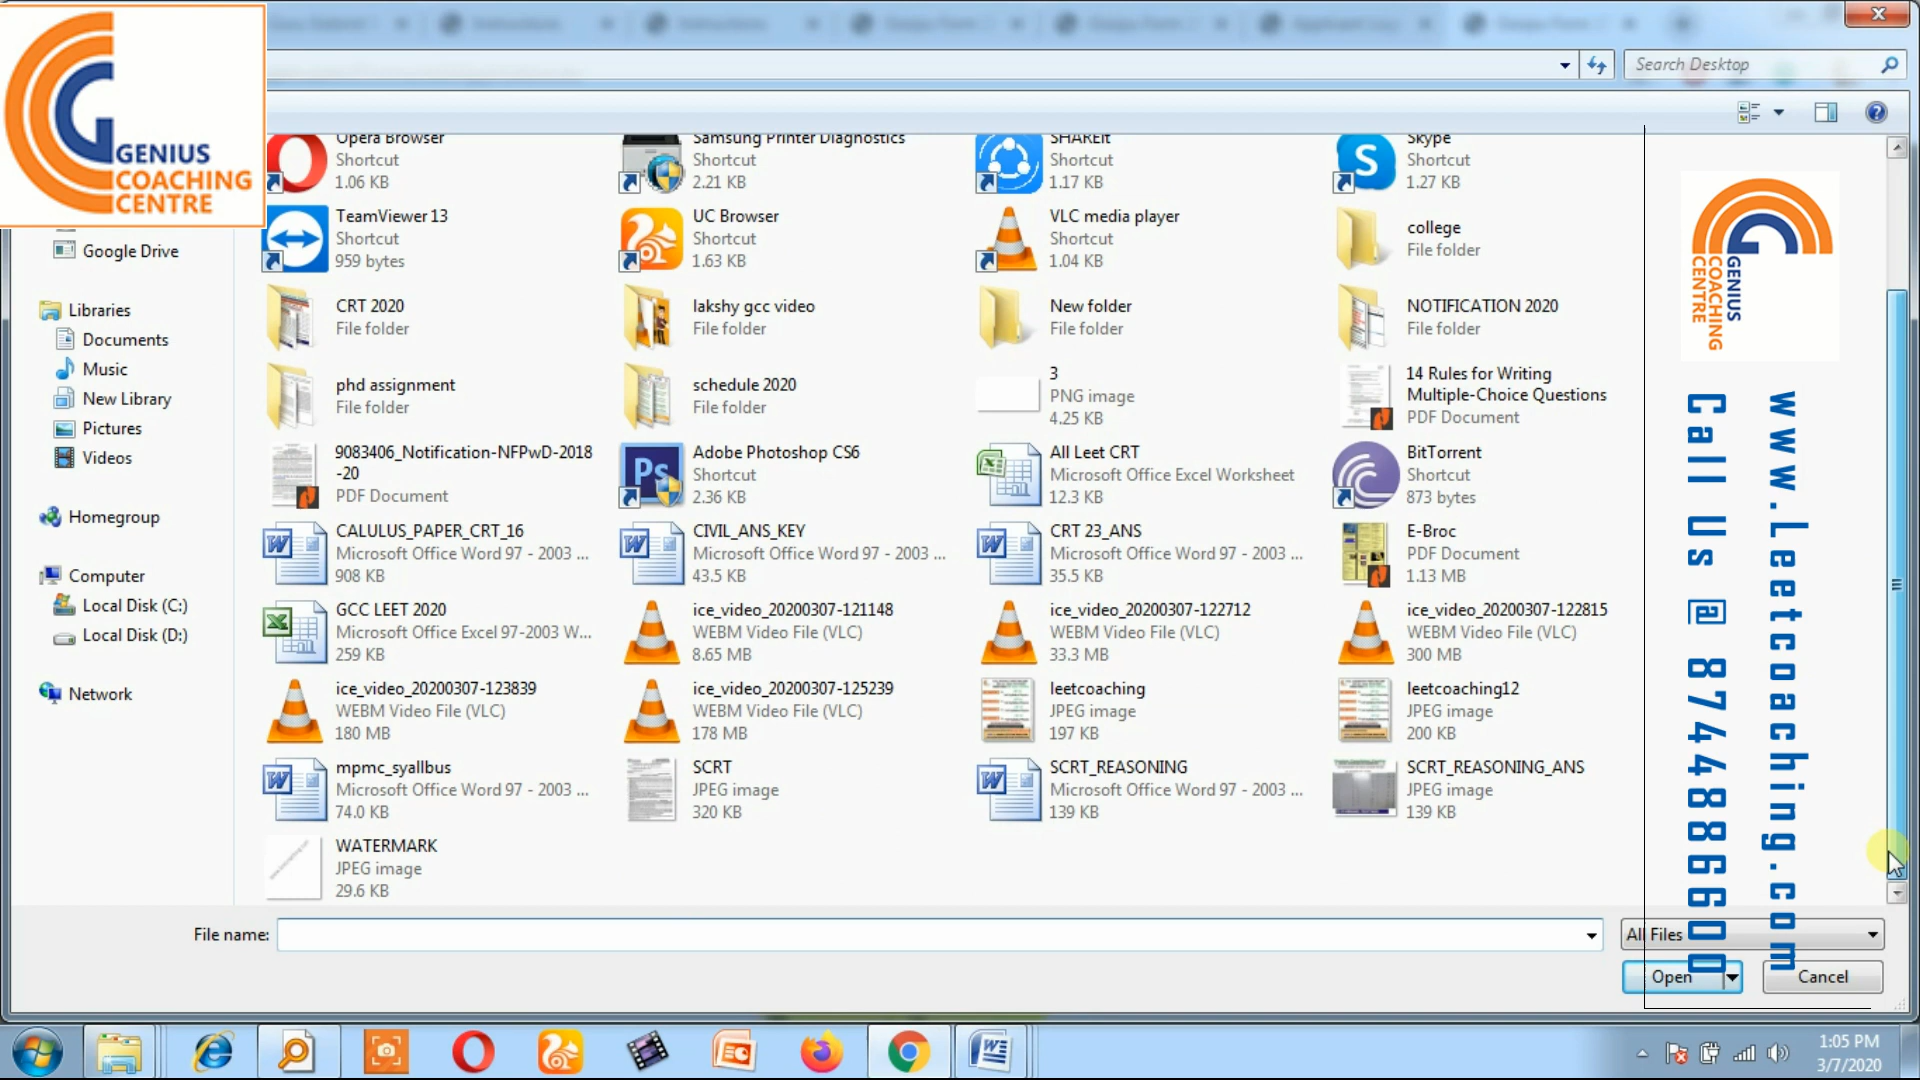 Search Desktop
GENIUS
COACHING
CENTRE
Google Drive
Libraries
Documents
Music
New Library
Pictures
Videos
Homegroup
Computer
Local Disk (C:)
Local Disk (D:)
Network
Opera Browser
Shortcut
1.06 KB
Samsung Printer Diagnostics
Shortcut
2.21 KB
SHAREit
Shortcut
1.17 KB
Skype
Shortcut
1.27 KB
TeamViewer 13
Shortcut
959 bytes
UC Browser
Shortcut
1.63 KB
VLC media player
Shortcut
1.04 KB
college
File folder
CRT 2020
File folder
lakshy gcc video
File folder
New folder
File folder
NOTIFICATION 2020
File folder
phd assignment
File folder
schedule 2020
File folder
3
PNG image
4.25 KB
14 Rules for Writing
Multiple-Choice Questions
PDF Document
9083406_Notification-NFPwD-2018
-20
PDF Document
Adobe Photoshop CS6
Shortcut
2.36 KB
All Leet CRT
Microsoft Office Excel Worksheet
12.3 KB
BitTorrent
Shortcut
873 bytes
CALULUS_PAPER_CRT_16
Microsoft Office Word 97 - 2003 ...
908 KB
CIVIL_ANS_KEY
Microsoft Office Word 97 - 2003 ...
43.5 KB
CRT 23_ANS
Microsoft Office Word 97 - 2003 ...
35.5 KB
E-Broc
PDF Document
1.13 MB
GCC LEET 2020
Microsoft Office Excel 97-2003 W...
259 KB
ice_video_20200307-121148
WEBM Video File (VLC)
8.65 MB
ice_video_20200307-122712
WEBM Video File (VLC)
33.3 MB
ice_video_20200307-122815
WEBM Video File (VLC)
300 MB
ice_video_20200307-123839
WEBM Video File (VLC)
180 MB
ice_video_20200307-125239
WEBM Video File (VLC)
178 MB
leetcoaching
JPEG image
197 KB
leetcoaching12
JPEG image
200 KB
mpmc_syallbus
Microsoft Office Word 97 - 2003 ...
74.0 KB
SCRT
JPEG image
320 KB
SCRT_REASONING
Microsoft Office Word 97 - 2003 ...
139 KB
SCRT_REASONING_ANS
JPEG image
139 KB
WATERMARK
JPEG image
29.6 KB
GENIUS
COACHING
CENTRE
www.Leetcoaching.com
Call Us @ 8744886600
File name:
All Files
Open
Cancel
1:05 PM
3/7/2020